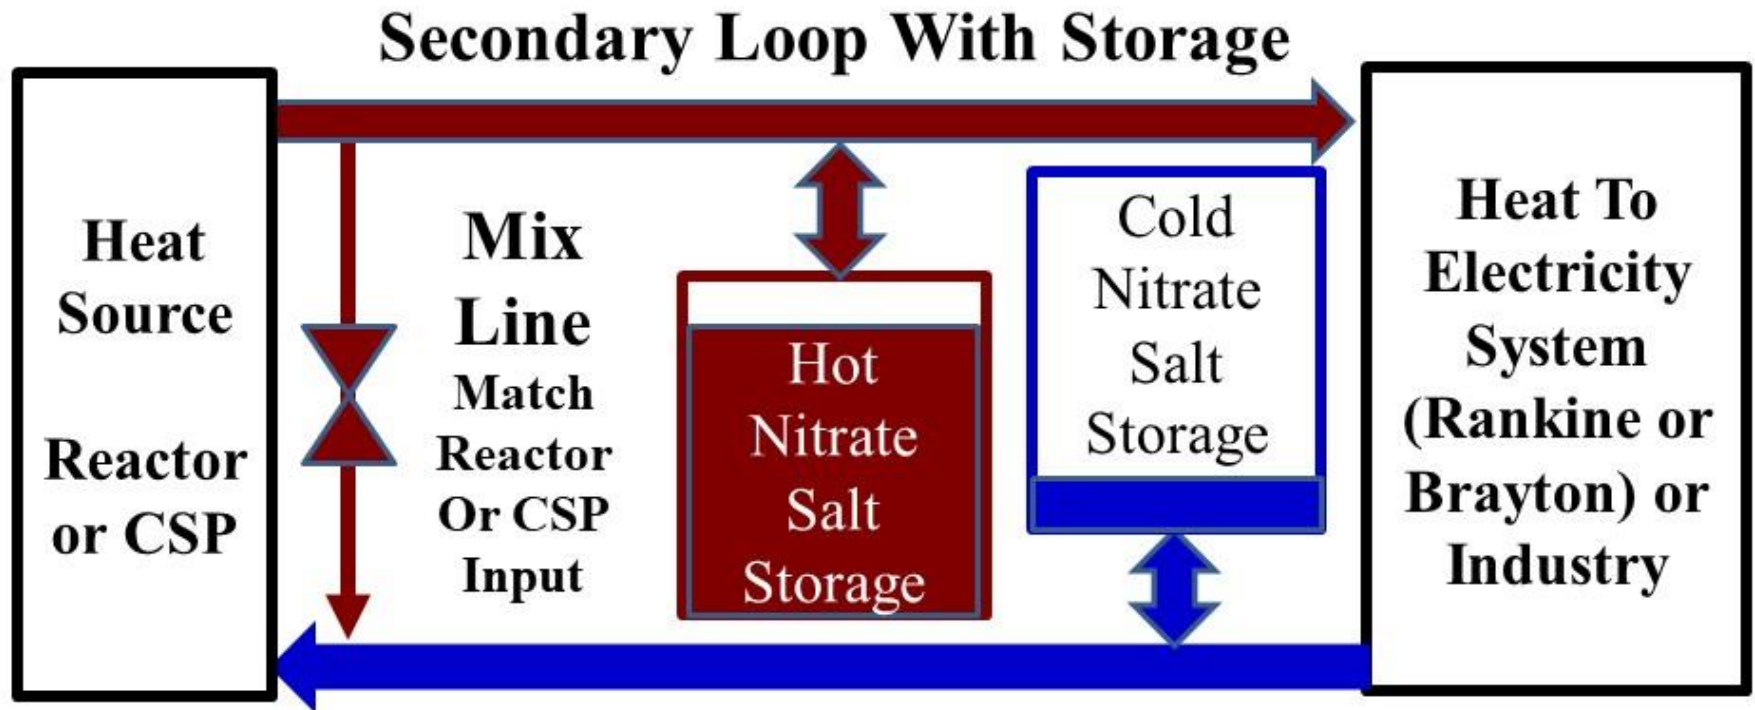 Secondary Loop With Storage
Heat
Source
Reactor
or CSP
Mix
Line
Match
Reactor
Or CSP
Input
Hot
Nitrate
Salt
Storage
Cold
Nitrate
Salt
Storage
Heat To
Electricity
System
(Rankine or
Brayton) or
Industry